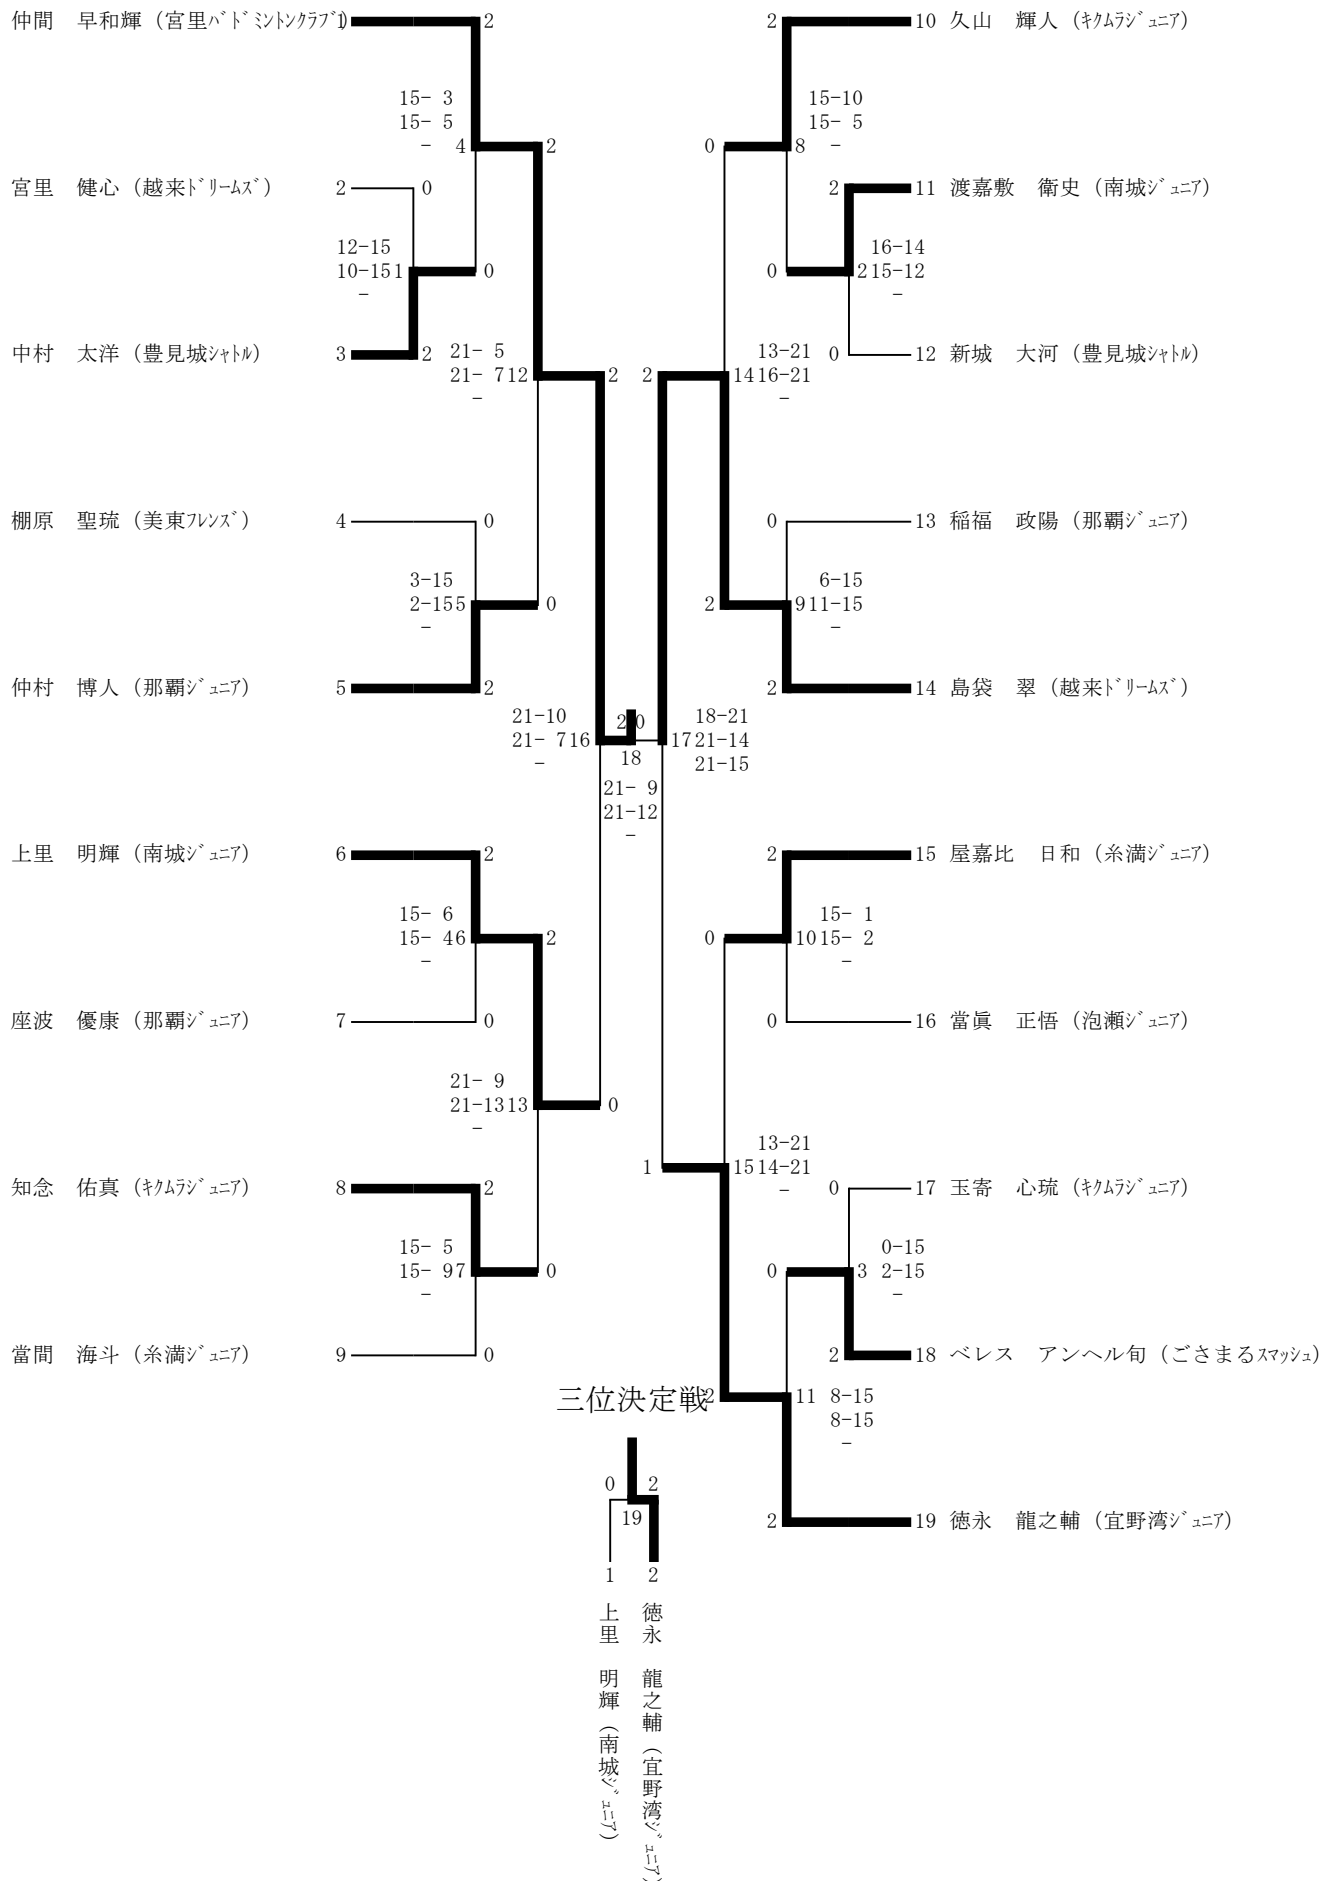 仲間　早和輝（宮里ﾊﾞﾄﾞﾐﾝﾄﾝｸﾗﾌﾞ）1
2
15- 3
15- 5
- 4
2
宮里　健心（越来ﾄﾞﾘｰﾑｽﾞ） 2
0
12-15
10-15 1
-
0
中村　太洋（豊見城ｼｬﾄﾙ） 3
2
21- 5
21- 7 12
-
2
棚原　聖琉（美東ﾌﾚﾝｽﾞ） 4
0
3-15
2-15 5
-
0
仲村　博人（那覇ｼﾞｭﾆｱ） 5
2
21-10
21- 7 16
-
上里　明輝（南城ｼﾞｭﾆｱ） 6
2
15- 6
15- 4 6
-
2
座波　優康（那覇ｼﾞｭﾆｱ） 7
0
21- 9
21-13 13
-
0
知念　佑真（ｷｸﾑﾗｼﾞｭﾆｱ） 8
2
15- 5
15- 9 7
-
0
當間　海斗（糸満ｼﾞｭﾆｱ） 9
0
2 0
18
21- 9
21-12
-
2 10 久山　輝人（ｷｸﾑﾗｼﾞｭﾆｱ）
15-10
15- 5
0 8 -
2 11 渡嘉敷　衛史（南城ｼﾞｭﾆｱ）
16-14
0 2 15-12
-
0 12 新城　大河（豊見城ｼｬﾄﾙ）
13-21
2 14 16-21
-
0 13 稲福　政陽（那覇ｼﾞｭﾆｱ）
6-15
2 9 11-15
-
2 14 島袋　翠（越来ﾄﾞﾘｰﾑｽﾞ）
18-21
17 21-14
21-15
2 15 屋嘉比　日和（糸満ｼﾞｭﾆｱ）
15- 1
0 10 15- 2
-
0 16 當眞　正悟（泡瀬ｼﾞｭﾆｱ）
13-21
1 15 14-21
-
0 17 玉寄　心琉（ｷｸﾑﾗｼﾞｭﾆｱ）
0-15
0 3 2-15
-
2 18 ベレス　アンヘル旬（ごさまるｽﾏｯｼｭ）
2 11 8-15
8-15
-
2 19 徳永　龍之輔（宜野湾ｼﾞｭﾆｱ）
三位決定戦
0 2
19
1 2
上里　明輝（南城ｼﾞｭﾆｱ）
徳永　龍之輔（宜野湾ｼﾞｭﾆｱ）